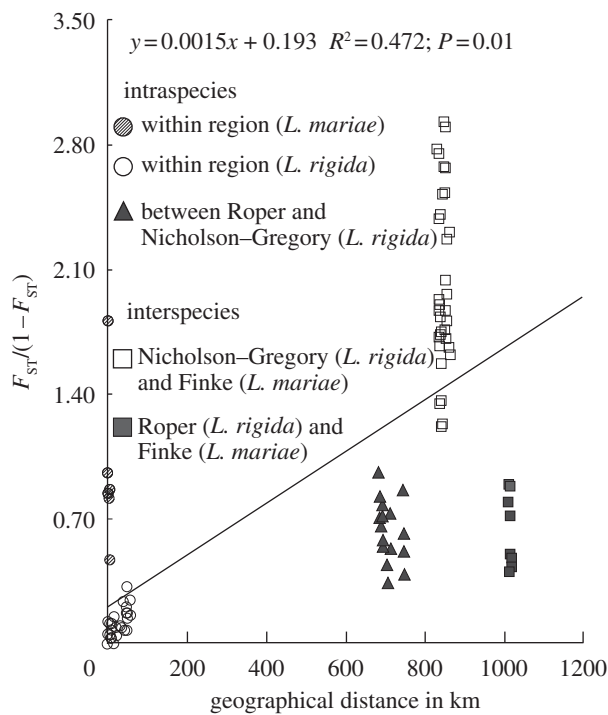 3.50
y=0.0015x+0.193 R²=0.472; P=0.01
intraspecies
within region (L. mariae)
2.80
within region (L. rigida)
between Roper and
Nicholson–Gregory (L. rigida)
2.10
interspecies
Nicholson–Gregory (L. rigida)
and Finke (L. mariae)
1.40
Roper (L. rigida) and
Finke (L. mariae)
0.70
F_ST/(1−F_ST)
0 200 400 600 800 1000 1200
geographical distance in km